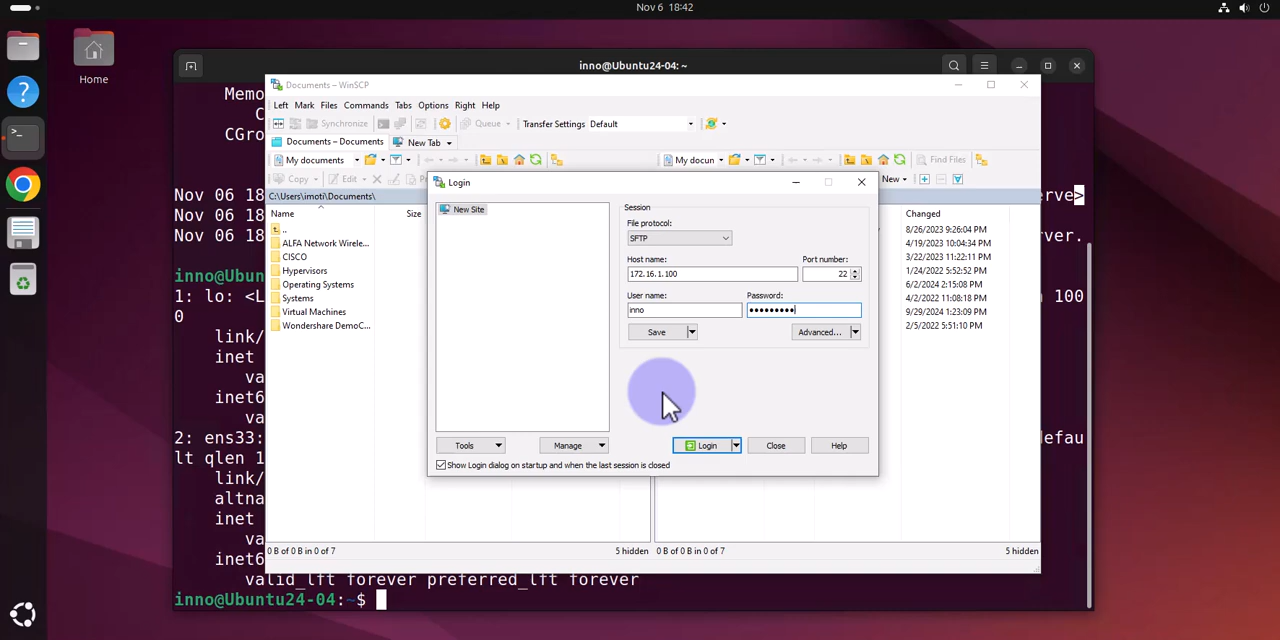 Nov 6 18:42
Home
inno@Ubuntu24-04: ~
Memo
C
CGro
Nov 06 18
Nov 06 18
Nov 06 18
erve>
r.
inno@Ubuntu24-04:~$
1: lo: <L
n 100
0
link/
inet
va
inet6
va
2: ens33:
defau
lt qlen 1
link/
altna
inet
va
inet6
valid_lft forever preferred_lft forever
inno@Ubuntu24-04:~$
Documents – WinSCP
Left Mark Files Commands Tabs Options Right Help
Synchronize
Queue
Transfer Settings Default
Documents – Documents
New Tab
My documents
My docun
Find Files
Copy
Edit
New
C:\Users\imoti\Documents\
Name
Size
Changed
..
8/26/2023 9:26:04 PM
ALFA Network Wirele...
4/19/2023 10:04:34 PM
CISCO
3/11/2023 11:22:11 PM
Hypervisors
1/24/2022 5:52:52 PM
Operating Systems
6/2/2024 2:15:08 PM
Systems
4/2/2022 11:08:18 PM
Virtual Machines
9/29/2024 1:23:09 PM
Wondershare DemoC...
2/5/2022 5:51:10 PM
0 B of 0 B in 0 of 7
5 hidden
0 B of 0 B in 0 of 7
5 hidden
Login
New Site
Session
File protocol:
SFTP
Host name:
Port number:
172.16.1.100
22
User name:
Password:
inno
•••••••••
Save
Advanced...
Tools
Manage
Login
Close
Help
Show Login dialog on startup and when the last session is closed